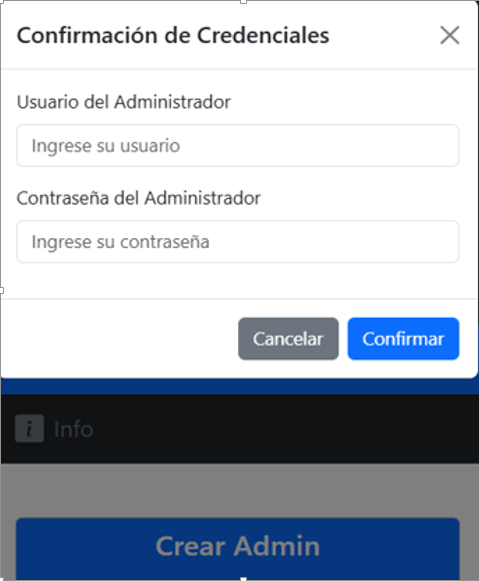 Confirmación de Credenciales
Usuario del Administrador
Ingrese su usuario
Contraseña del Administrador
Ingrese su contraseña
Cancelar Confirmar
i Info
Crear Admin